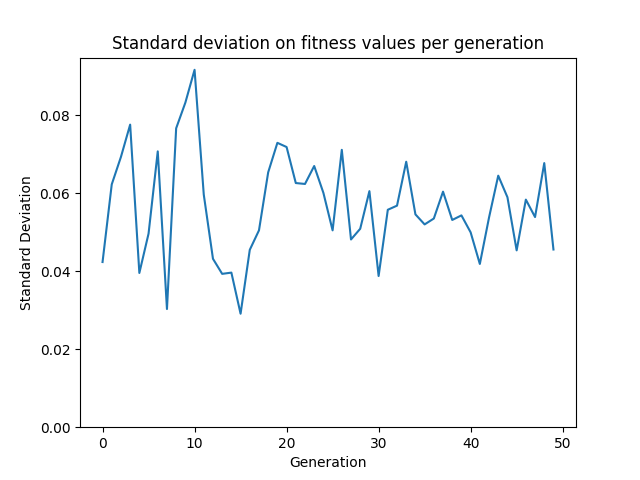 Standard deviation on fitness values per generation
0.08
0.06
0.04
0.02
0.00
Standard Deviation
0 10 20 30 40 50
Generation